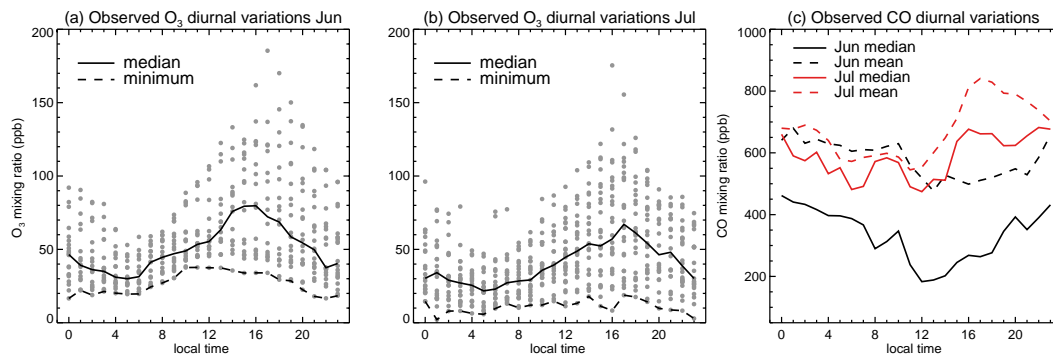 (a) Observed O₃ diurnal variations Jun
200
150
100
50
0
O₃ mixing ratio (ppb)
median
minimum
0 4 8 12 16 20
local time
(b) Observed O₃ diurnal variations Jul
200
150
100
50
0
median
minimum
0 4 8 12 16 20
local time
(c) Observed CO diurnal variations
1000
800
600
400
200
CO mixing ratio (ppb)
Jun median
Jun mean
Jul median
Jul mean
0 4 8 12 16 20
local time